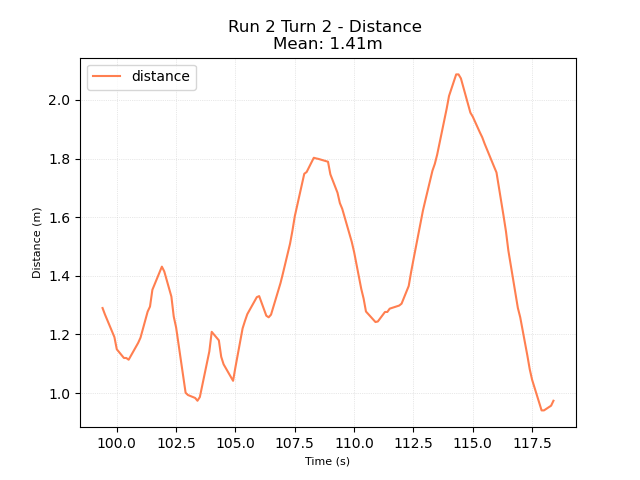 Run 2 Turn 2 - Distance
Mean: 1.41m
distance
Distance (m)
2.0
1.8
1.6
1.4
1.2
1.0
100.0 102.5 105.0 107.5 110.0 112.5 115.0 117.5
Time (s)